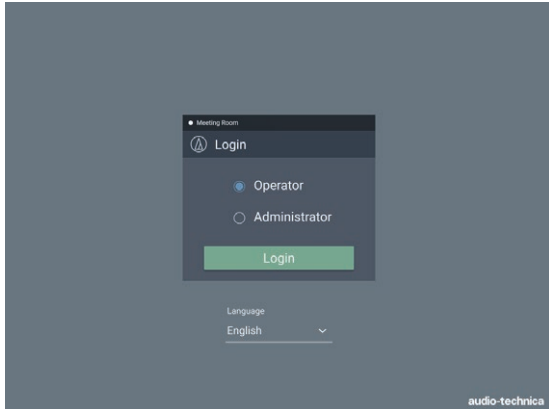 Meeting Room
Login
Operator
Administrator
Login
Language
English
audio-technica